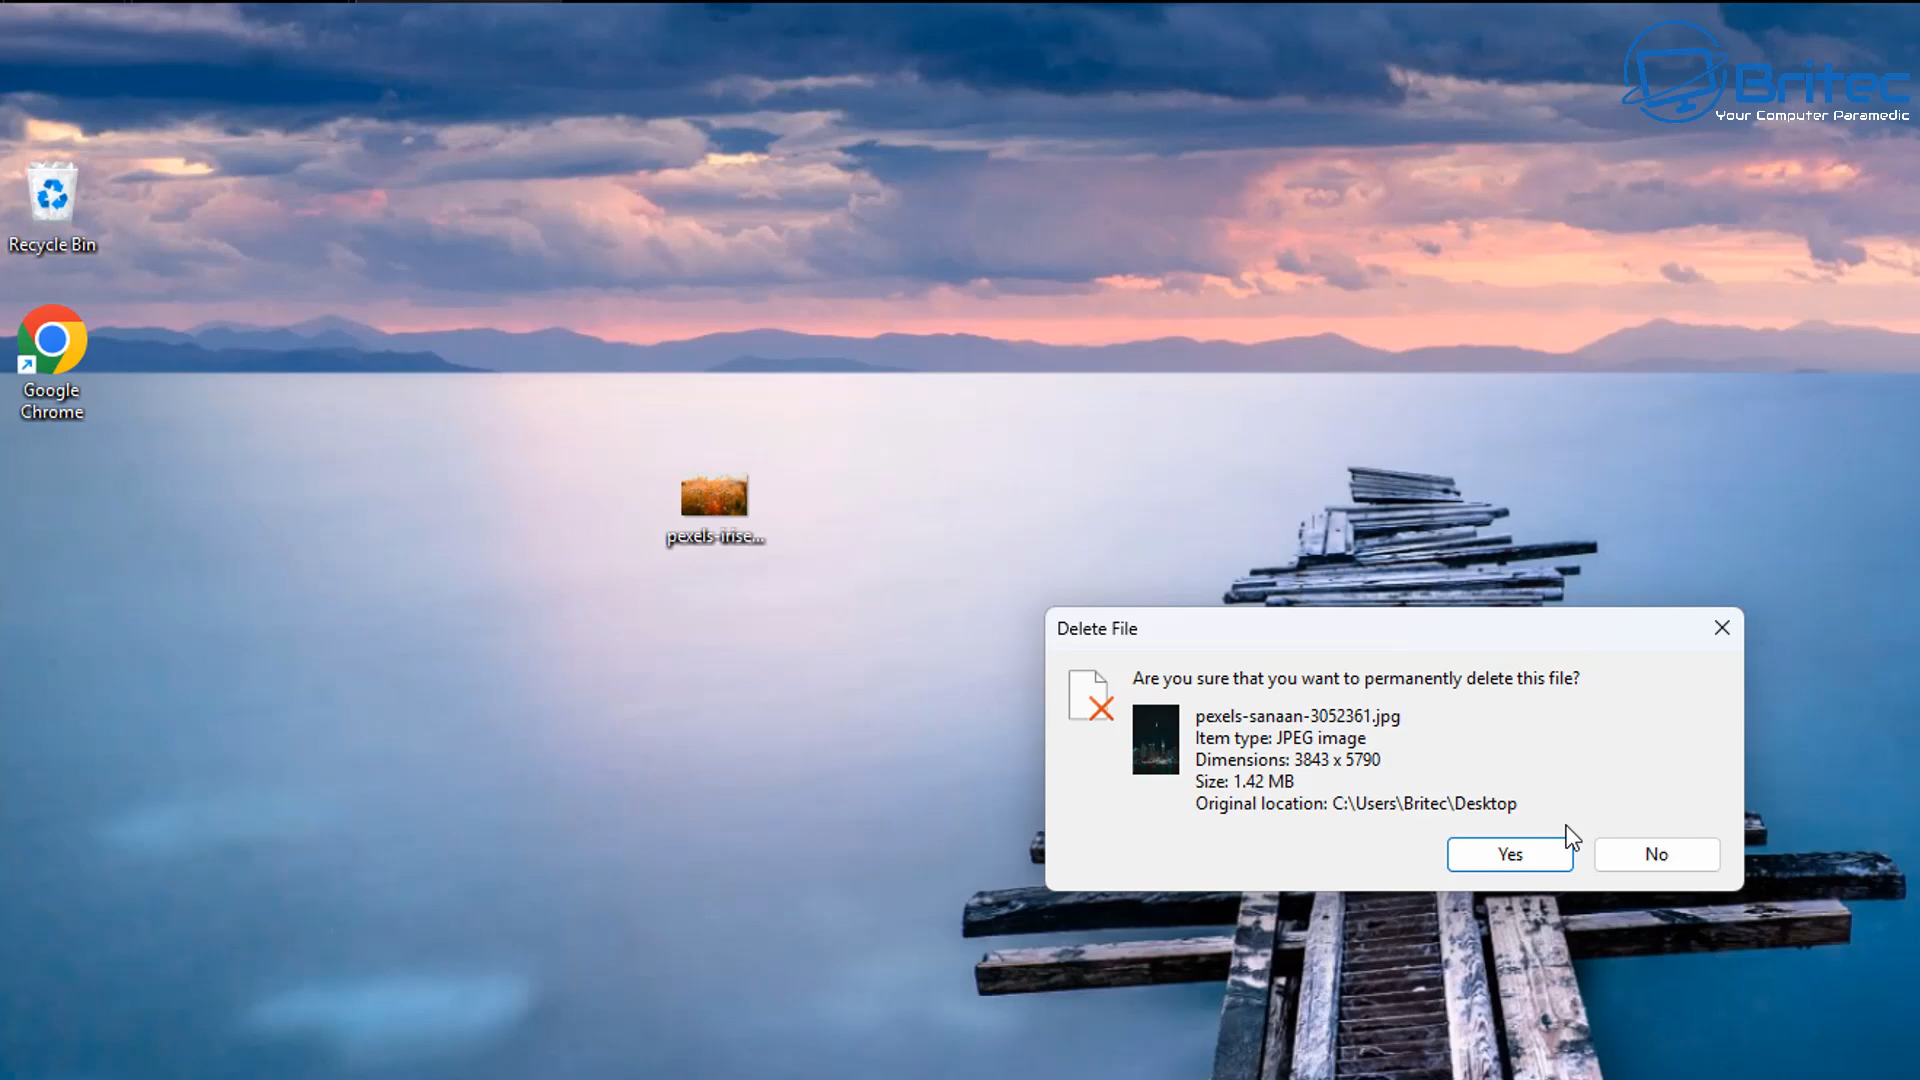 Britec
Your Computer Paramedic
Recycle Bin
Google
Chrome
pexels-irise...
Delete File
Are you sure that you want to permanently delete this file?
pexels-sanaan-3052361.jpg
Item type: JPEG image
Dimensions: 3843 x 5790
Size: 1.42 MB
Original location: C:\Users\Britec\Desktop
Yes
No